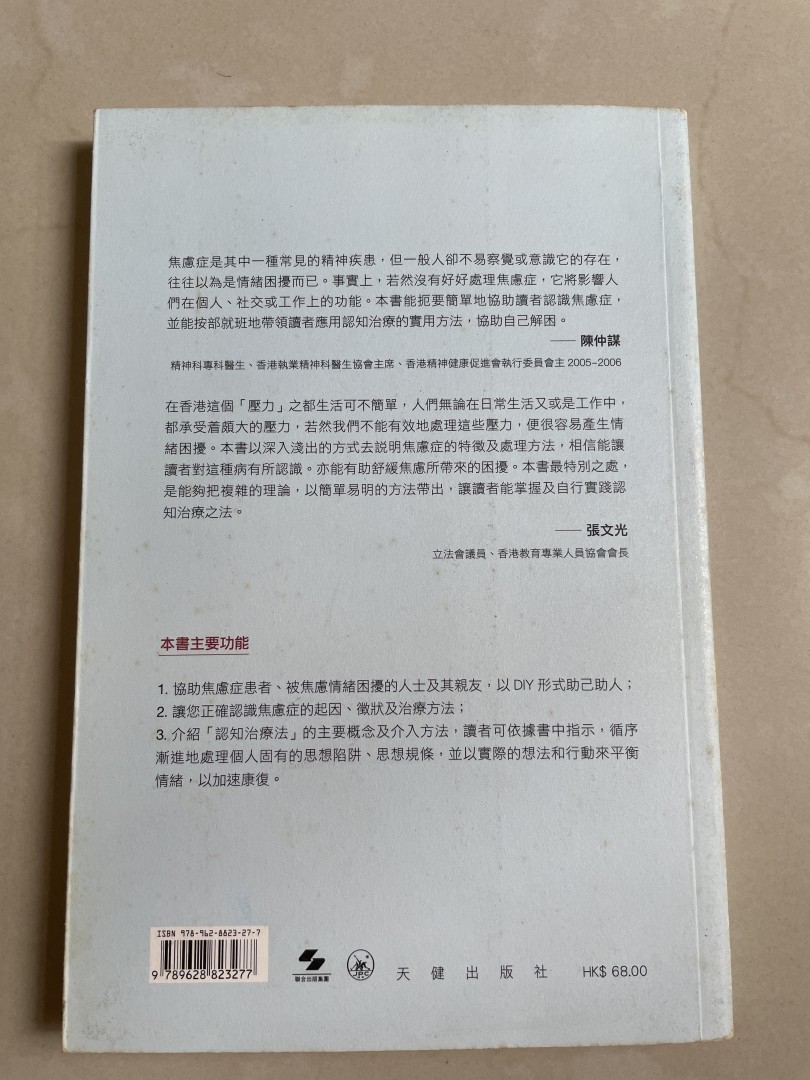 焦慮症是其中一種常見的精神疾患，但一般人卻不易察覺或意識它的存在，
往往以為是情緒困擾而已。事實上，若然沒有好好處理焦慮症，它將影響人
們在個人、社交或工作上的功能。本書能扼要簡單地協助讀者認識焦慮症，
並能按部就班地帶領讀者應用認知治療的實用方法，協助自己解困。
—— 陳仲謀
精神科專科醫生、香港執業精神科醫生協會主席、香港精神健康促進會執行委員會主 2005-2006
在香港這個「壓力」之都生活可不簡單，人們無論在日常生活又或是工作中，
都承受着頗大的壓力，若然我們不能有效地處理這些壓力，便很容易產生情
緒困擾。本書以深入淺出的方式去説明焦慮症的特徵及處理方法，相信能讓
讀者對這種病有所認識。亦能有助舒緩焦慮所帶來的困擾。本書最特別之處，
是能夠把複雜的理論，以簡單易明的方法帶出，讓讀者能掌握及自行實踐認
知治療之法。
—— 張文光
立法會議員、香港教育專業人員協會會長
本書主要功能
1. 協助焦慮症患者、被焦慮情緒困擾的人士及其親友，以 DIY 形式助己助人；
2. 讓您正確認識焦慮症的起因、徵狀及治療方法；
3. 介紹「認知治療法」的主要概念及介入方法，讀者可依據書中指示，循序
漸進地處理個人固有的思想陷阱、思想規條，並以實際的想法和行動來平衡
情緒，以加速康復。
ISBN 978-962-8823-27-7
9 789628 823277
聯合出版集團
JPC
天健出版社
HK$ 68.00